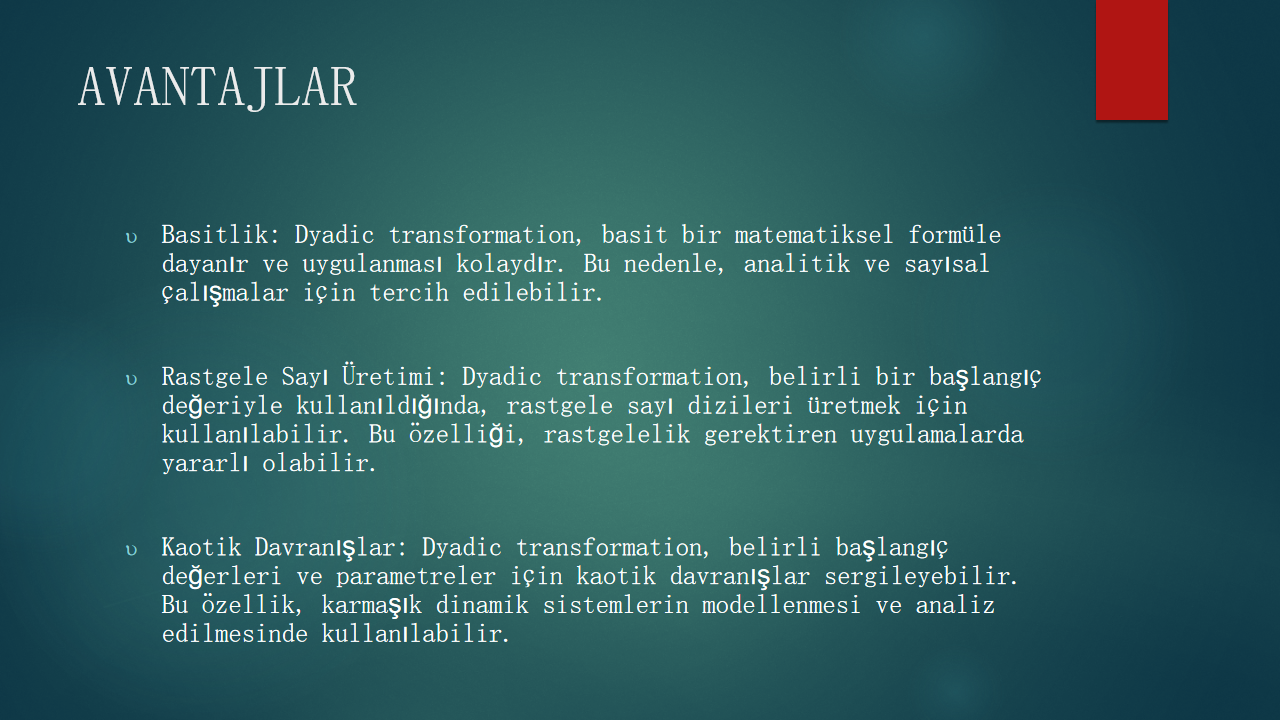 AVANTAJLAR
υ Basitlik: Dyadic transformation, basit bir matematiksel formüle
dayanır ve uygulanması kolaydır. Bu nedenle, analitik ve sayısal
çalışmalar için tercih edilebilir.
υ Rastgele Sayı Üretimi: Dyadic transformation, belirli bir başlangıç
değeriyle kullanıldığında, rastgele sayı dizileri üretmek için
kullanılabilir. Bu özelliği, rastgelelik gerektiren uygulamalarda
yararlı olabilir.
υ Kaotik Davranışlar: Dyadic transformation, belirli başlangıç
değerleri ve parametreler için kaotik davranışlar sergileyebilir.
Bu özellik, karmaşık dinamik sistemlerin modellenmesi ve analiz
edilmesinde kullanılabilir.